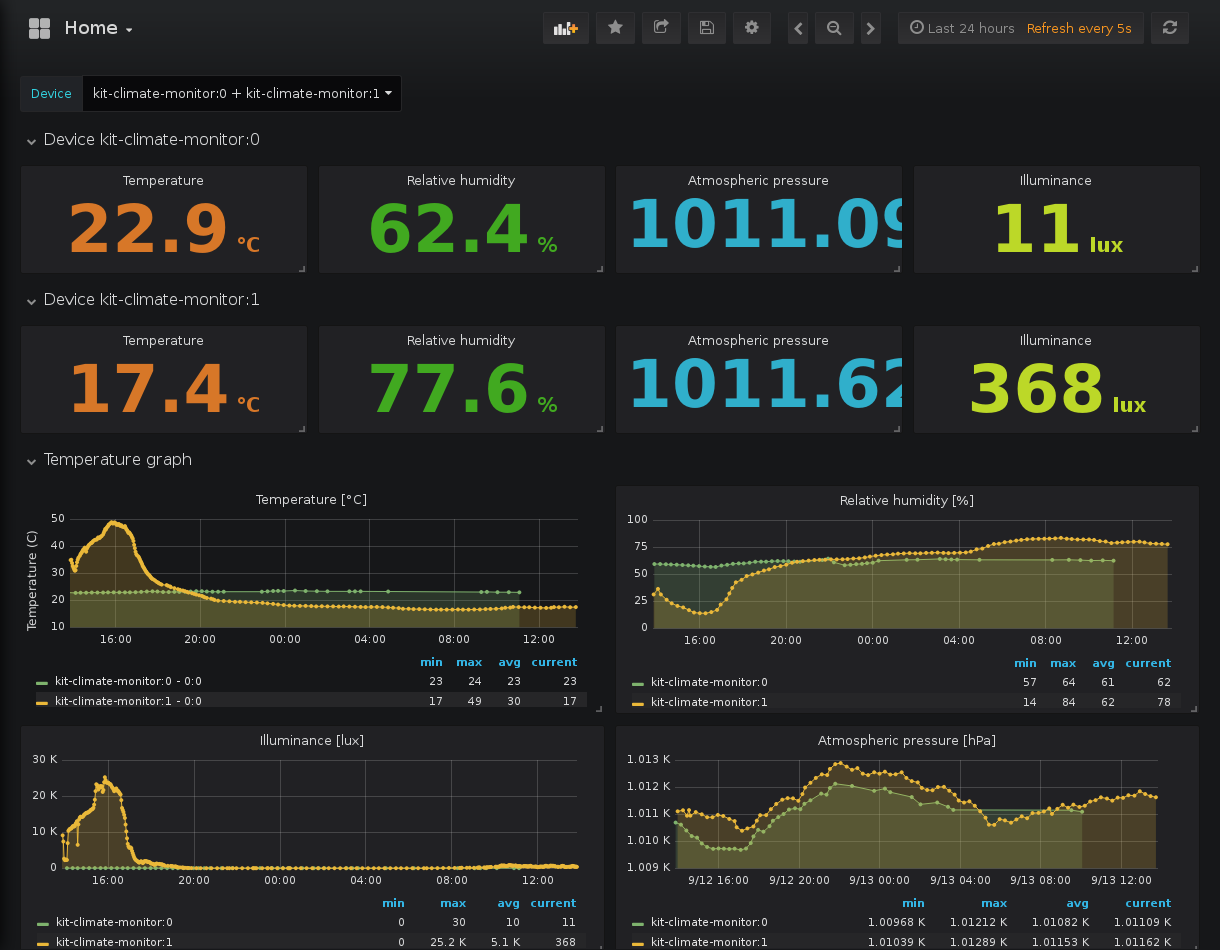 Home
Last 24 hours Refresh every 5s
Device kit-climate-monitor:0 + kit-climate-monitor:1
Device kit-climate-monitor:0
Temperature Relative humidity Atmospheric pressure Illuminance
22.9 °C 62.4 % 1011.09 11 lux
Device kit-climate-monitor:1
Temperature Relative humidity Atmospheric pressure Illuminance
17.4 °C 77.6 % 1011.62 368 lux
Temperature graph
Temperature [°C]
Temperature (C)
50
40
30
20
10
16:00 20:00 00:00 04:00 08:00 12:00
min max avg current
kit-climate-monitor:0 - 0:0 23 24 23 23
kit-climate-monitor:1 - 0:0 17 49 30 17
Relative humidity [%]
100
75
50
25
0
16:00 20:00 00:00 04:00 08:00 12:00
min max avg current
kit-climate-monitor:0 57 64 61 62
kit-climate-monitor:1 14 84 62 78
Illuminance [lux]
30 K
20 K
10 K
0
16:00 20:00 00:00 04:00 08:00 12:00
min max avg current
kit-climate-monitor:0 0 30 10 11
kit-climate-monitor:1 0 25.2 K 5.1 K 368
Atmospheric pressure [hPa]
1.013 K
1.012 K
1.011 K
1.010 K
1.009 K
9/12 16:00 9/12 20:00 9/13 00:00 9/13 04:00 9/13 08:00 9/13 12:00
min max avg current
kit-climate-monitor:0 1.00968 K 1.01212 K 1.01082 K 1.01109 K
kit-climate-monitor:1 1.01039 K 1.01289 K 1.01153 K 1.01162 K